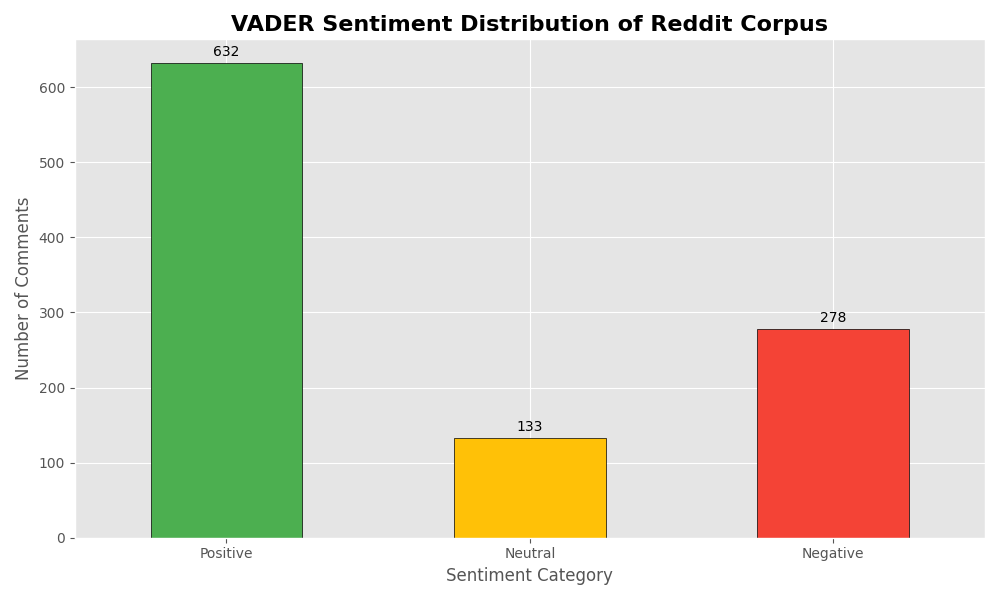 VADER Sentiment Distribution of Reddit Corpus
632
133
278
Number of Comments
600
500
400
300
200
100
0
Positive
Neutral
Negative
Sentiment Category